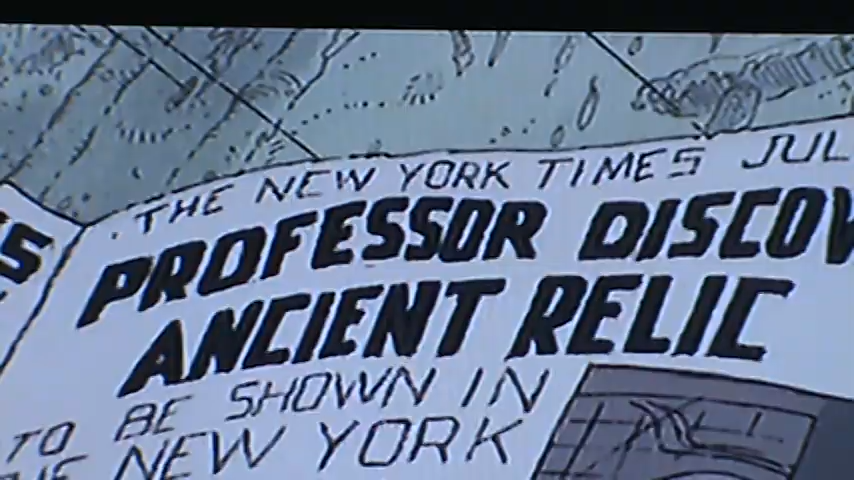 THE NEW YORK TIMES JUL
PROFESSOR DISCOV
ANCIENT RELIC
TO BE SHOWN IN
NEW YORK